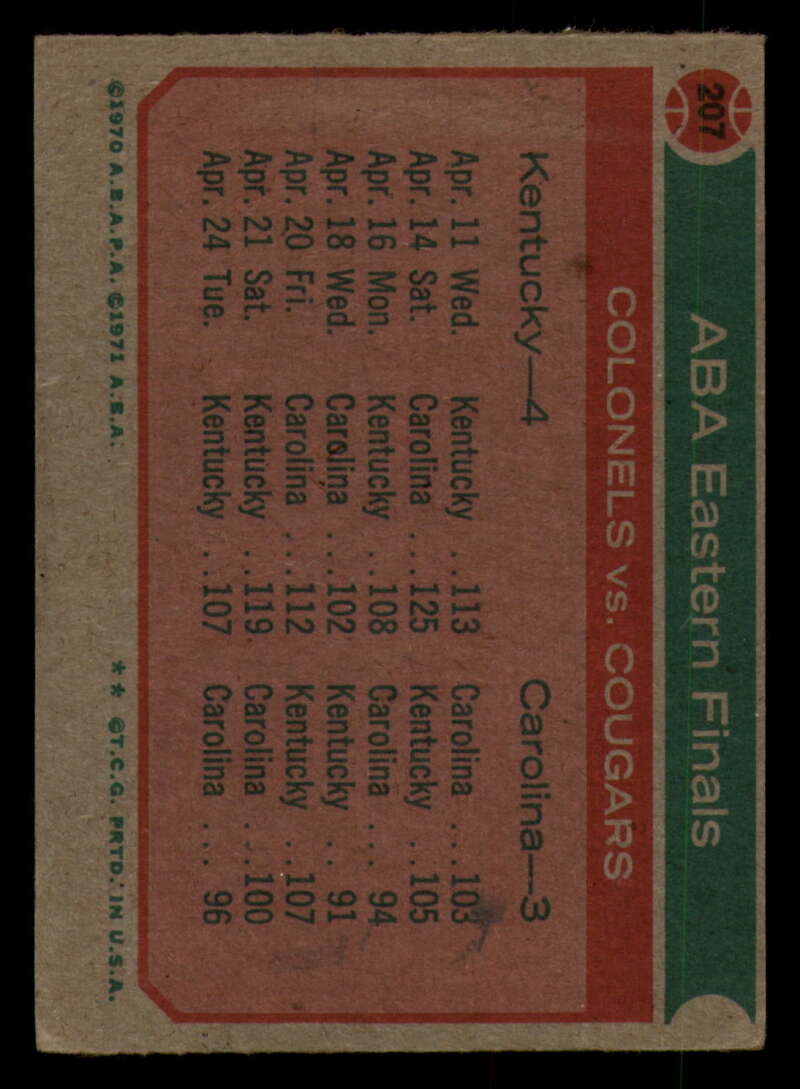 207
ABA Eastern Finals
COLONELS vs. COUGARS
Kentucky—4 Carolina—3
Apr. 11 Wed. Kentucky ..113 Carolina ...103
Apr. 14 Sat. Carolina ...125 Kentucky ..105
Apr. 16 Mon. Kentucky ..108 Carolina ... 94
Apr. 18 Wed. Carolina ...102 Kentucky .. 91
Apr. 20 Fri. Carolina ...112 Kentucky ..107
Apr. 21 Sat. Kentucky ..119 Carolina ...100
Apr. 24 Tue. Kentucky ..107 Carolina ... 96
©1970 A.B.A.P.A. ©1971 A.B.A. ** ©T.C.G. PRTD. IN U.S.A.